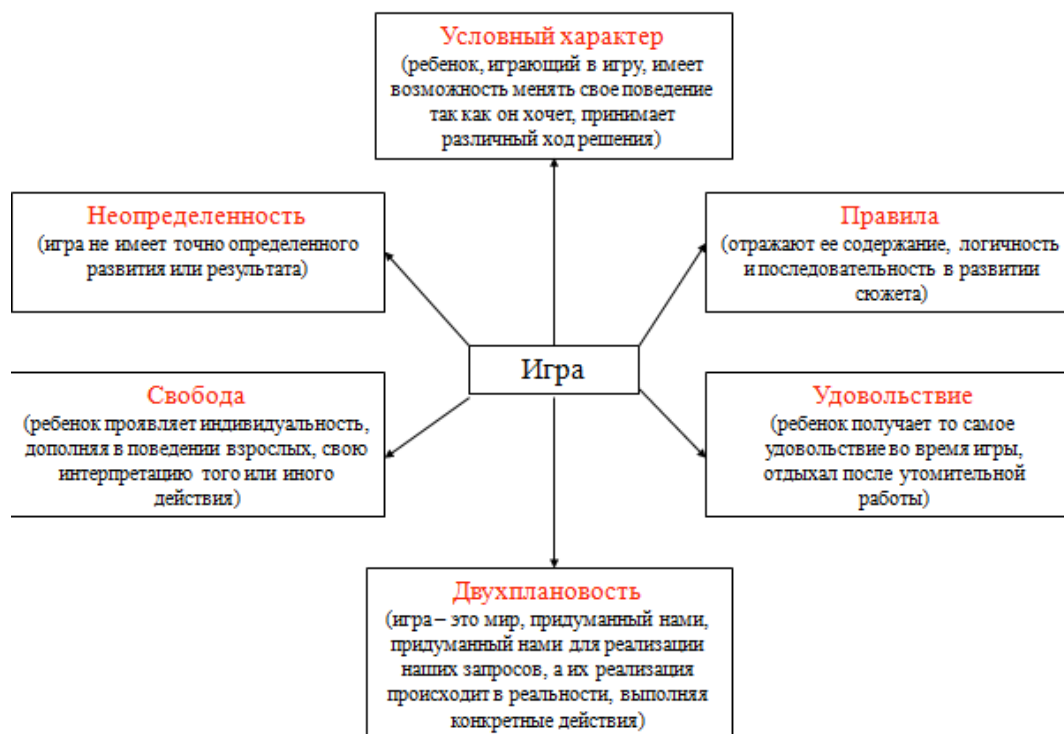 Условный характер
(ребенок, играющий в игру, имеет
возможность менять свое поведение
так как он хочет, принимает
различный ход решения)
Неопределенность
(игра не имеет точно определенного
развития или результата)
Правила
(отражают ее содержание, логичность
и последовательность в развитии
сюжета)
Игра
Свобода
(ребенок проявляет индивидуальность,
дополняя в поведении взрослых, свою
интерпретацию того или иного
действия)
Удовольствие
(ребенок получает то самое
удовольствие во время игры,
отдыхал после утомительной
работы)
Двухплановость
(игра – это мир, придуманный нами,
придуманный нами для реализации
наших запросов, а их реализация
происходит в реальности, выполняя
конкретные действия)